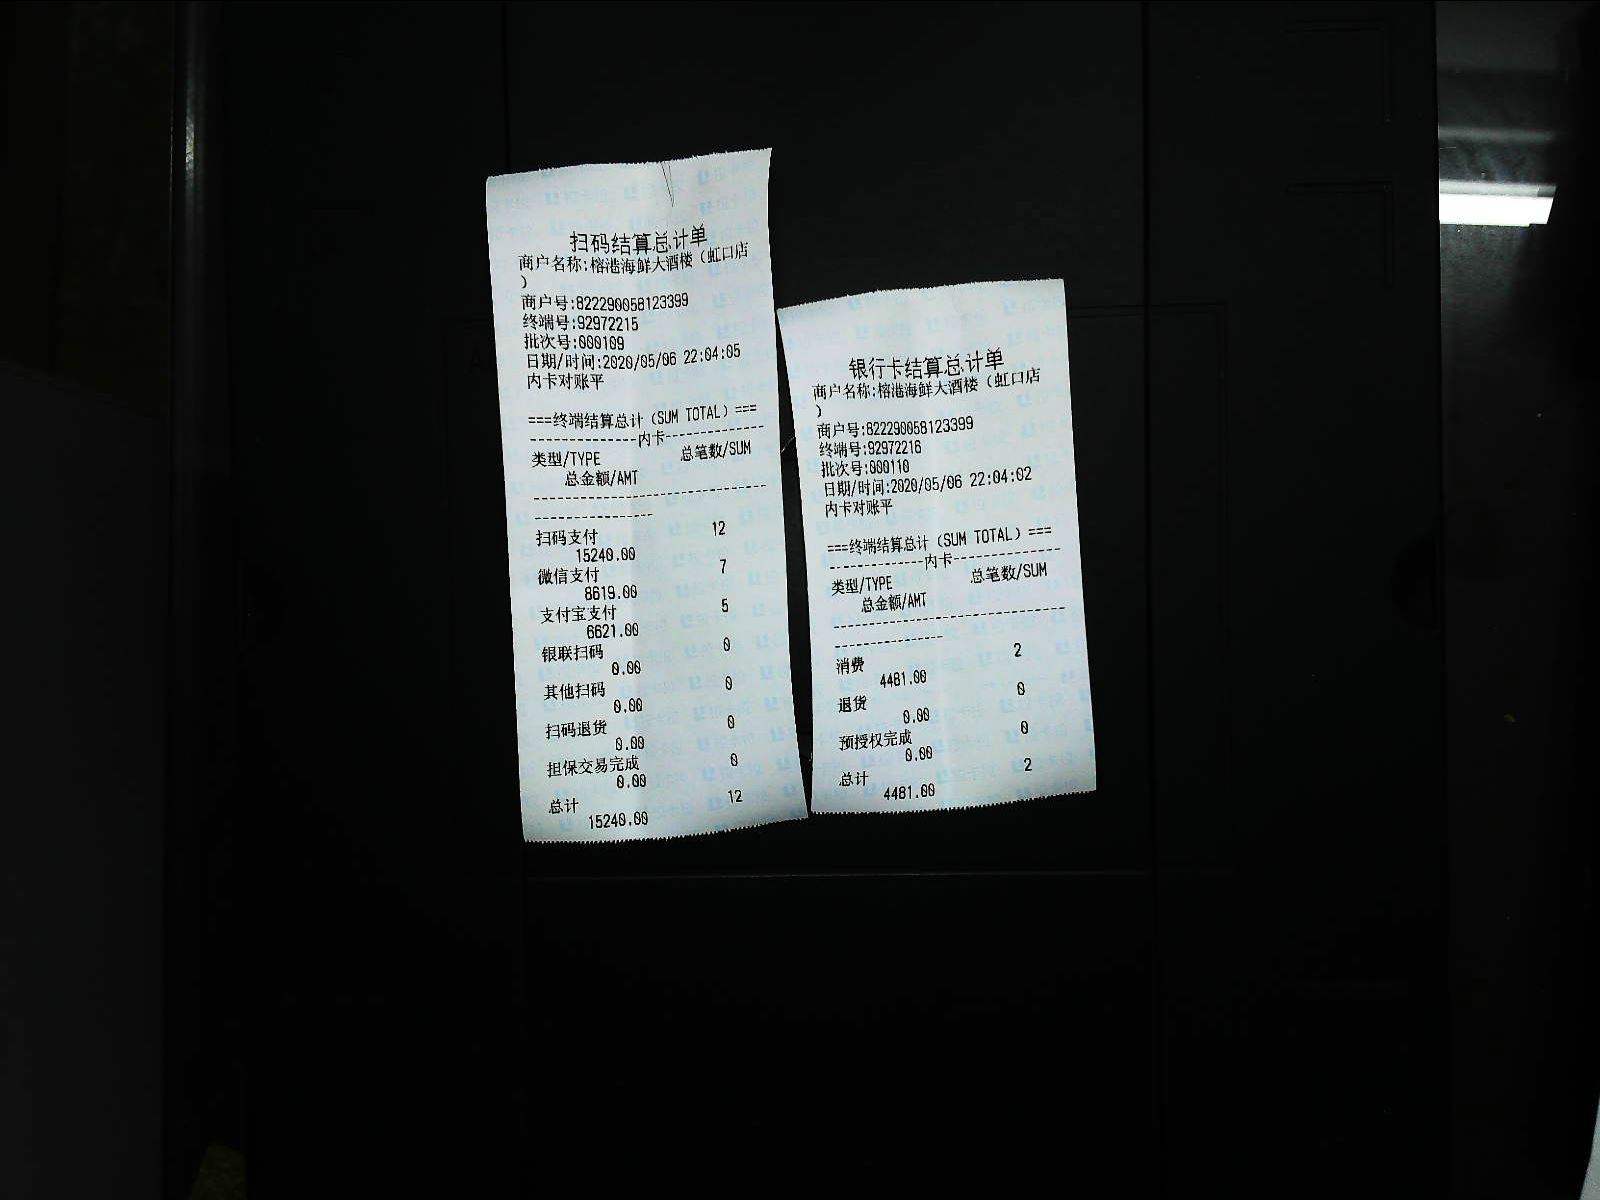 扫码结算总计单
商户名称:榕港海鲜大酒楼（虹口店
）
商户号:822290058123399
终端号:92972215
批次号:000109
日期/时间:2020/05/06 22:04:05
内卡对账平
===终端结算总计（SUM TOTAL）===
---------------内卡--------------
类型/TYPE 总笔数/SUM
总金额/AMT
扫码支付 12
15240.00
微信支付 7
8619.00
支付宝支付 5
6621.00
银联扫码 0
0.00
其他扫码 0
0.00
扫码退货 0
0.00
担保交易完成 0
0.00
总计 12
15240.00
银行卡结算总计单
商户名称:榕港海鲜大酒楼（虹口店
）
商户号:822290058123399
终端号:92972216
批次号:000110
日期/时间:2020/05/06 22:04:02
内卡对账平
===终端结算总计（SUM TOTAL）===
--------------内卡---------------
类型/TYPE 总笔数/SUM
总金额/AMT
消费 2
4481.00
退货 0
0.00
预授权完成 0
0.00
总计 2
4481.00